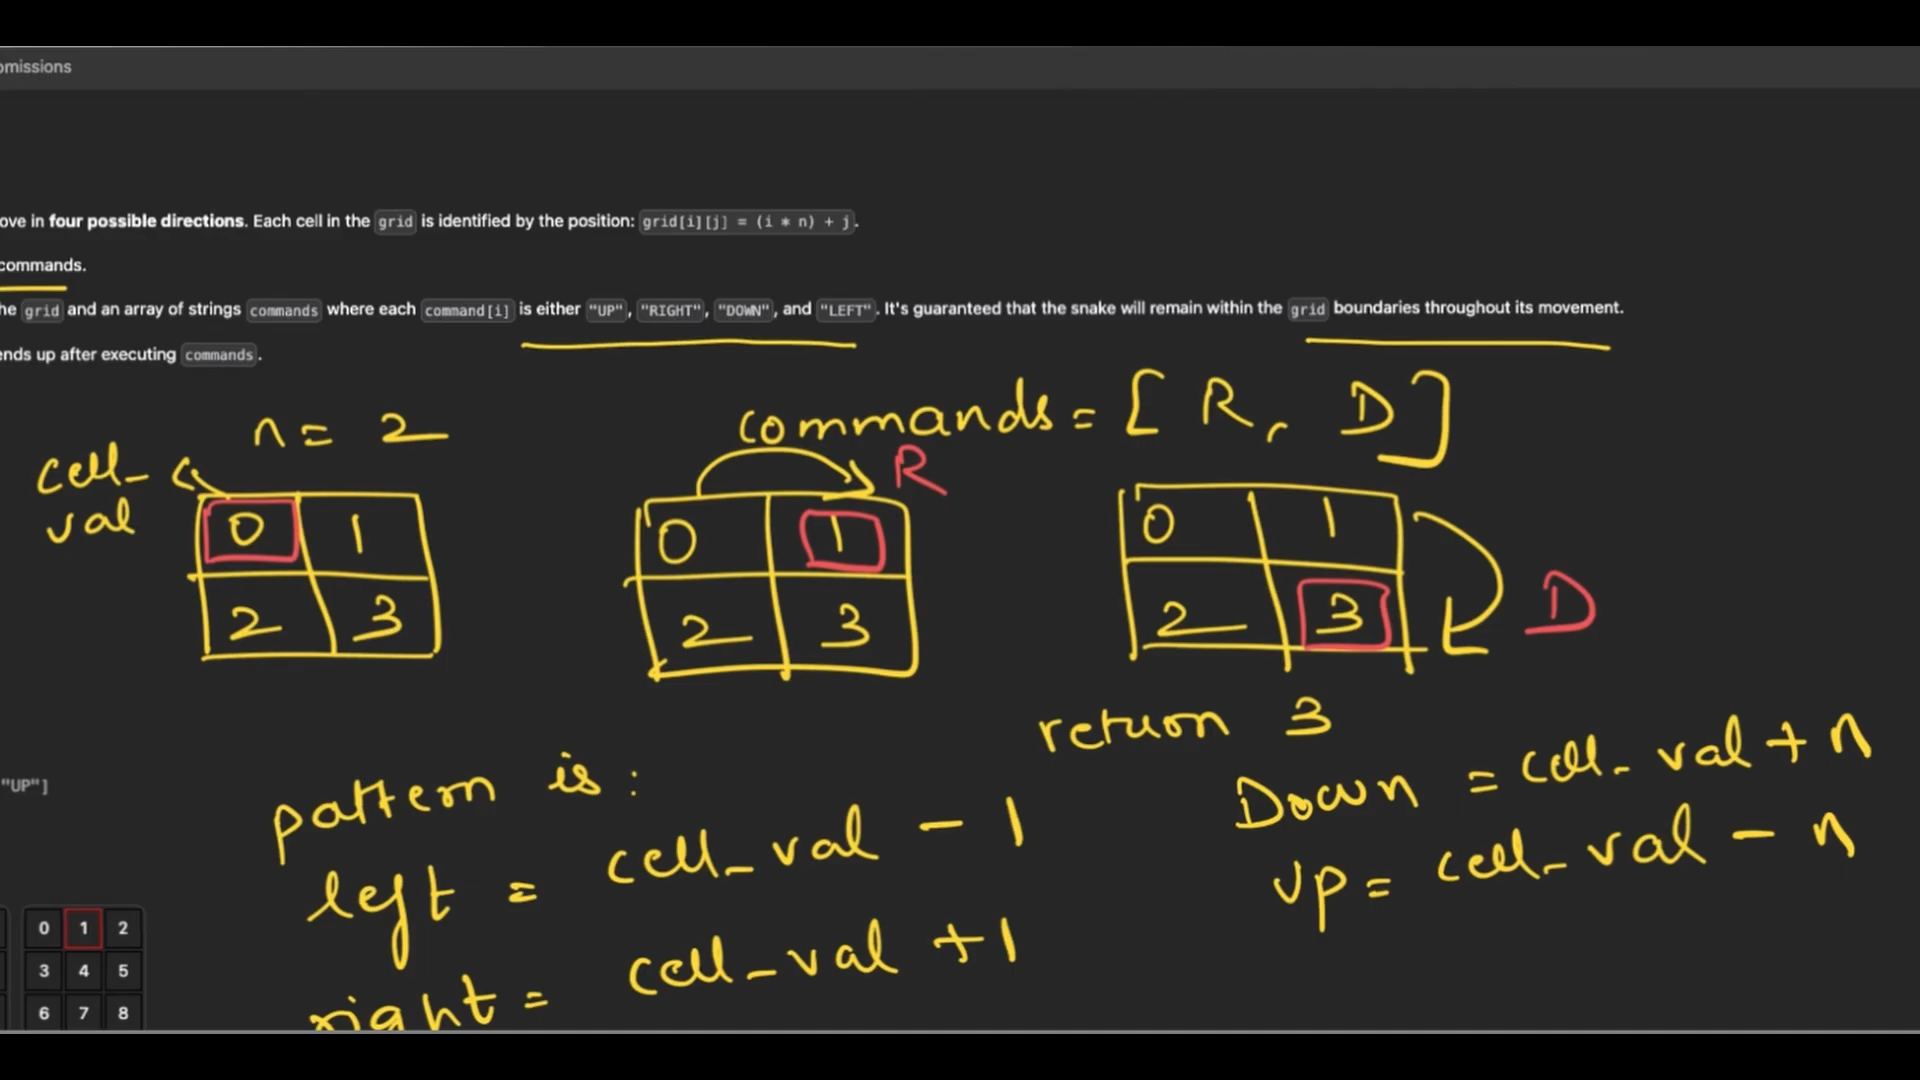 omissions
ove in four possible directions. Each cell in the grid is identified by the position: grid[i][j] = (i * n) + j.
commands.
he grid and an array of strings commands where each command[i] is either "UP", "RIGHT", "DOWN", and "LEFT". It's guaranteed that the snake will remain within the grid boundaries throughout its movement.
ends up after executing commands.
n = 2
commands = [ R, D ]
cell_
val
R
0 1
2 3
0 1
2 3
0 1
2 3
D
return 3
"UP"]
pattern is:
left = cell_val - 1
right = cell_val + 1
Down = cell_val + n
Up = cell_val - n
0 1 2
3 4 5
6 7 8